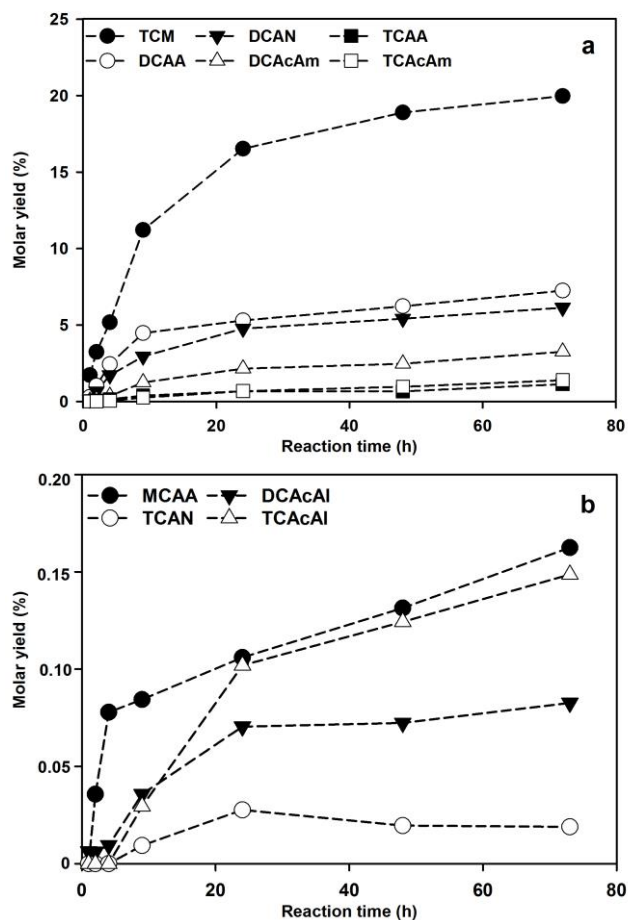 25
20
15
10
5
0
TCM
DCAN
TCAA
DCAA
DCAcAm
TCAcAm
a
Molar yield (%)
0 20 40 60 80
Reaction time (h)
0.20
0.15
0.10
0.05
0
MCAA
DCAcAl
TCAN
TCAcAl
b
Molar yield (%)
0 20 40 60 80
Reaction time (h)